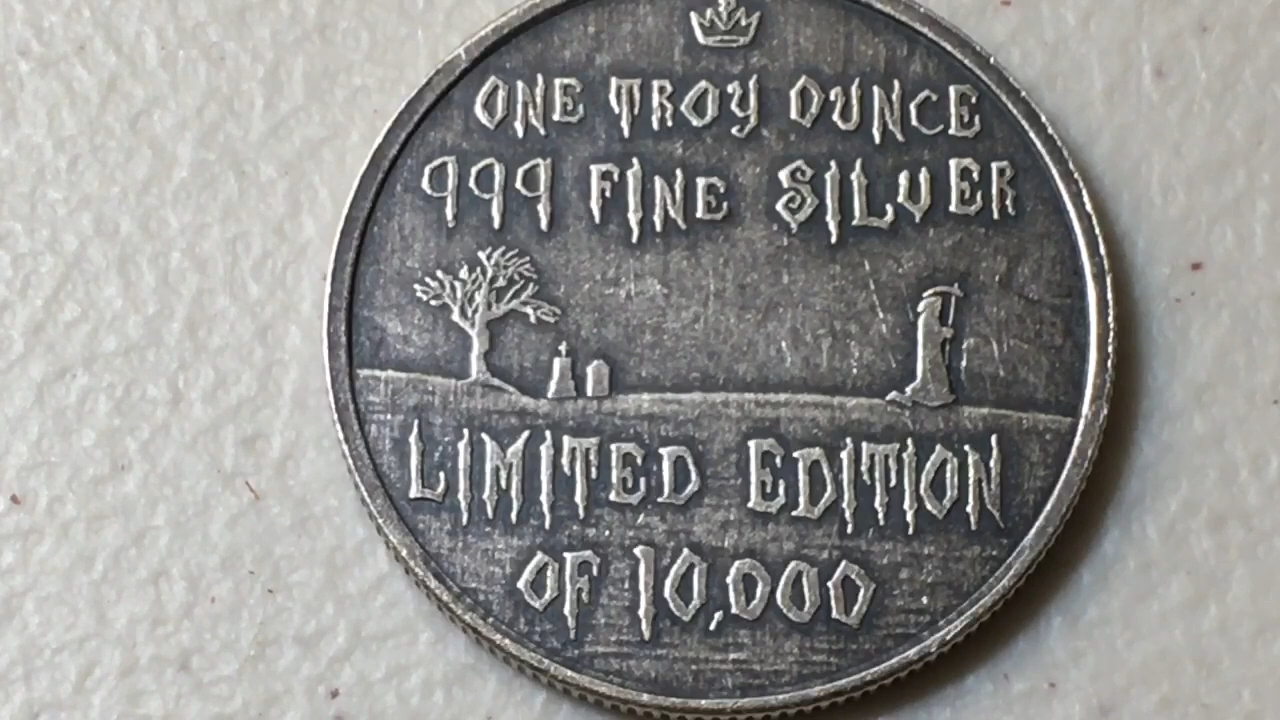 ONE TROY OUNCE
999 FINE SILVER
LIMITED EDITION
OF 10,000